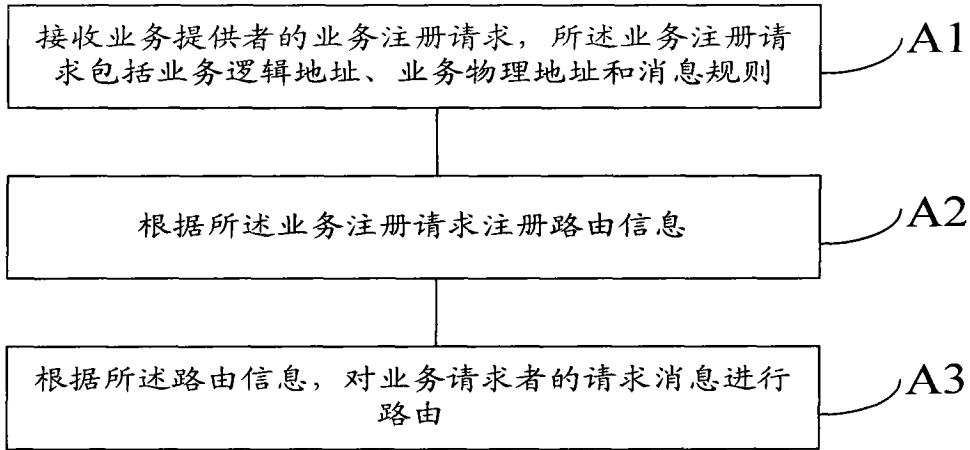 接收业务提供者的业务注册请求，所述业务注册请
求包括业务逻辑地址、业务物理地址和消息规则
A1
根据所述业务注册请求注册路由信息
A2
根据所述路由信息，对业务请求者的请求消息进行
路由
A3